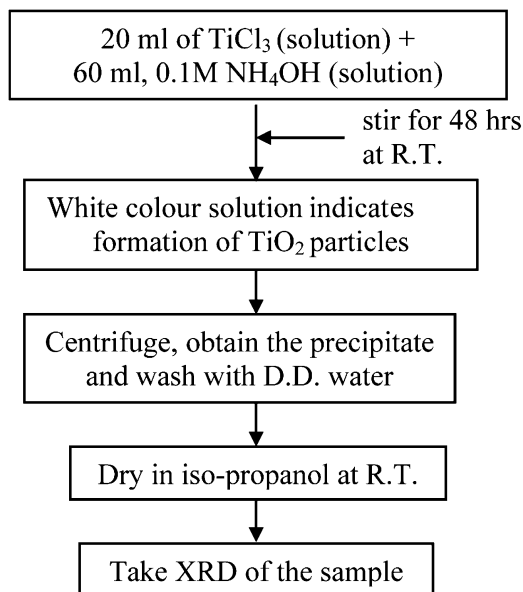 20 ml of TiCl₃ (solution) +
60 ml, 0.1M NH₄OH (solution)
stir for 48 hrs
at R.T.
White colour solution indicates
formation of TiO₂ particles
Centrifuge, obtain the precipitate
and wash with D.D. water
Dry in iso-propanol at R.T.
Take XRD of the sample